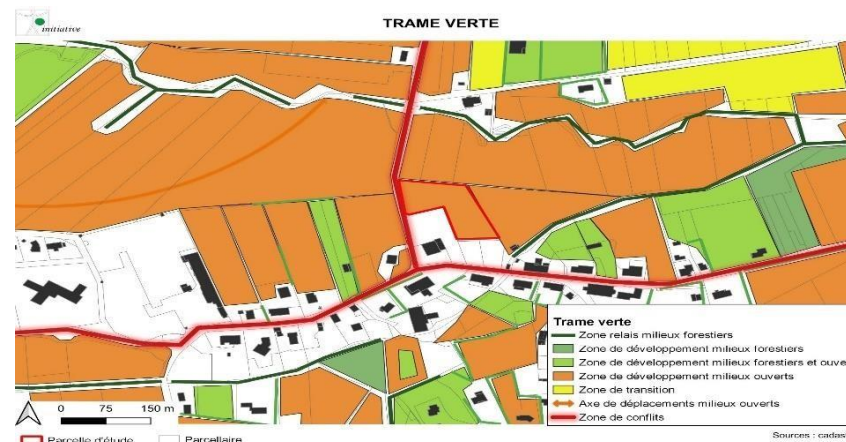 initiative
TRAME VERTE
Trame verte
Zone relais milieux forestiers
Zone de développement milieux forestiers
Zone de développement milieux forestiers et ouve
Zone de développement milieux ouverts
Zone de transition
Axe de déplacements milieux ouverts
Zone de conflits
0 75 150 m
Parcelle d'étude Parcellaire
Sources : cadast